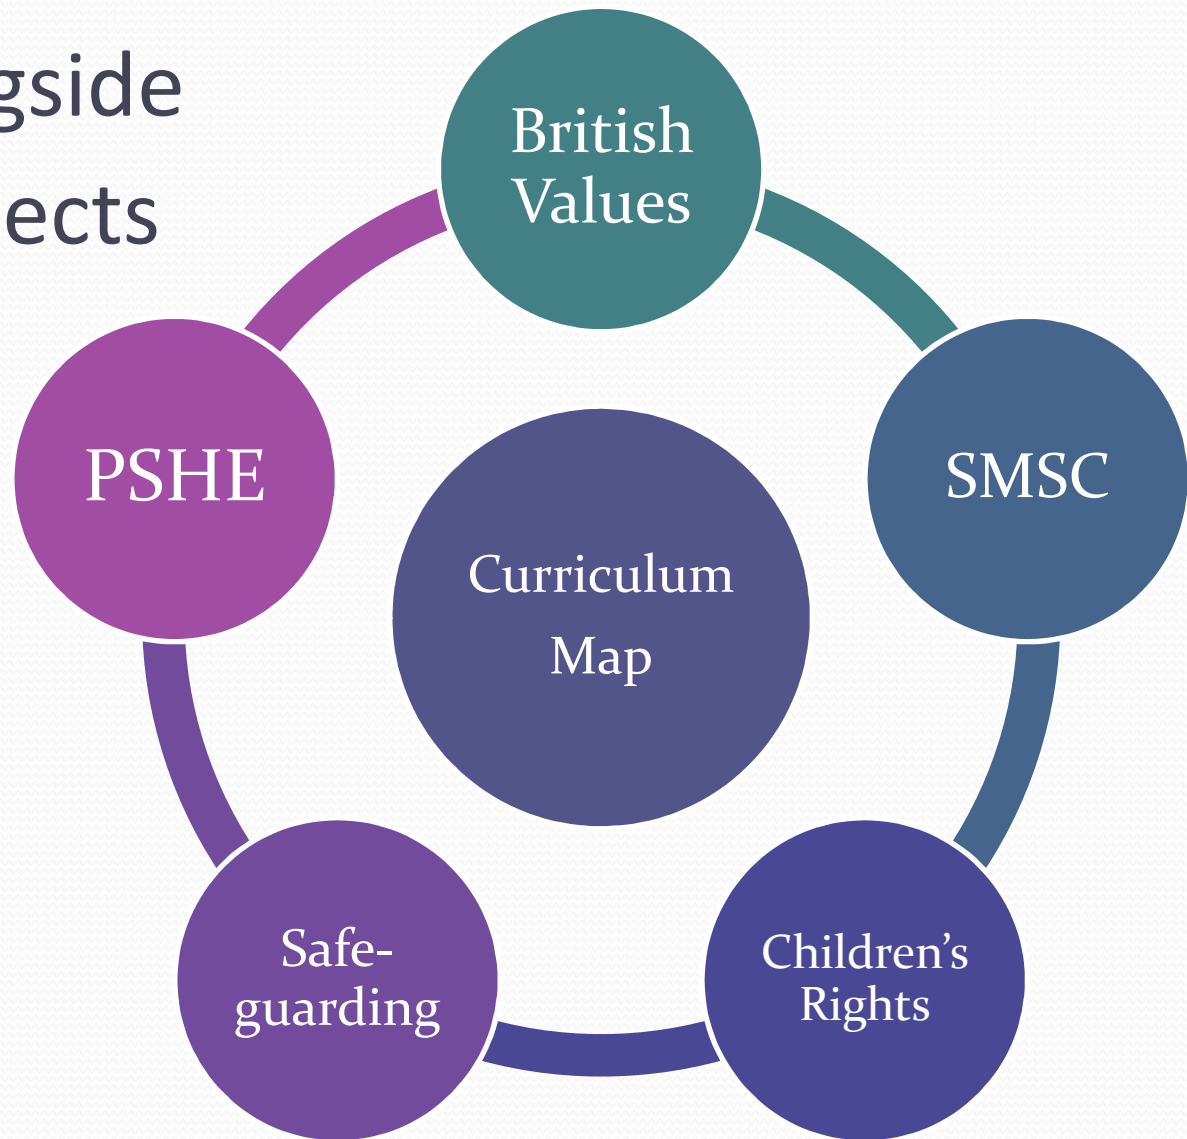 gside
ects
British
Values
PSHE
SMSC
Curriculum
Map
Safe-
guarding
Children’s
Rights